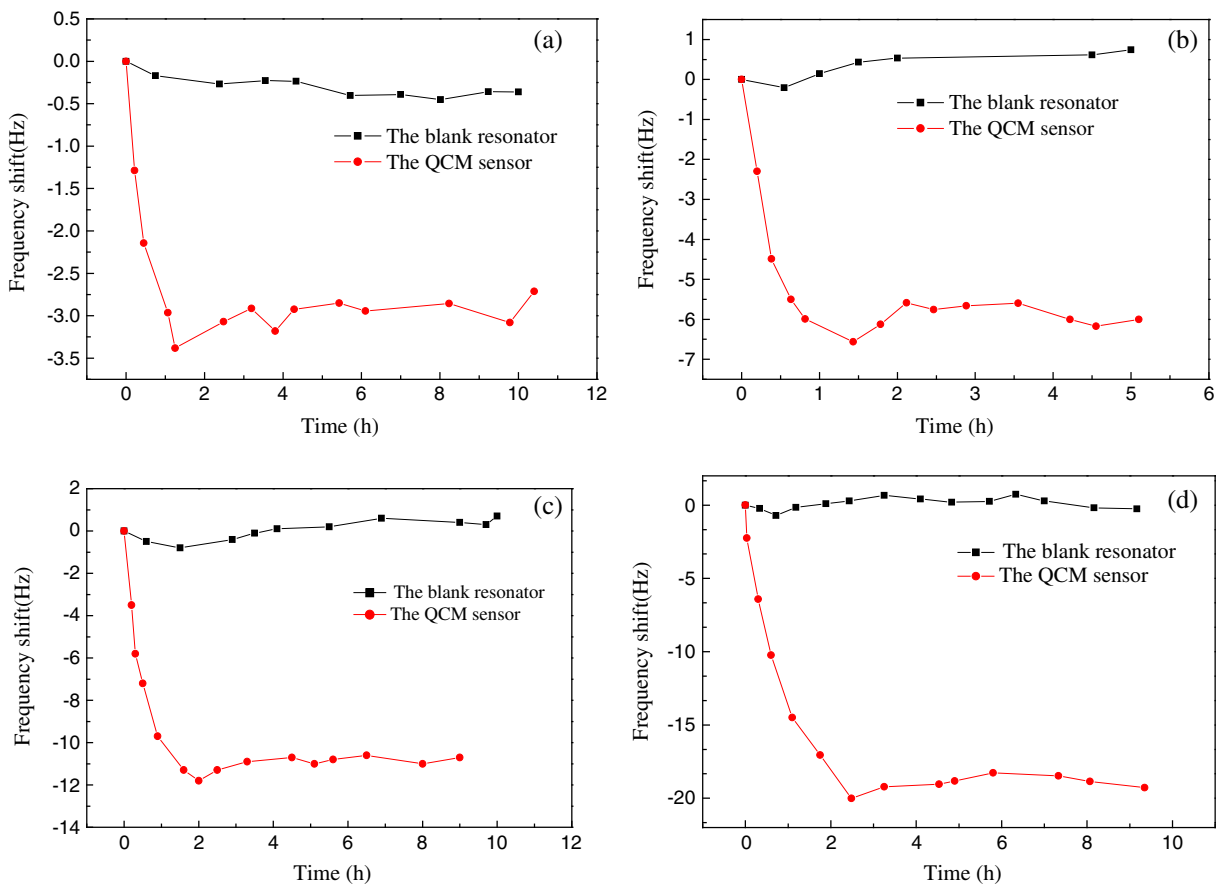 (a)
0.5
0.0
-0.5
-1.0
-1.5
-2.0
-2.5
-3.0
-3.5
Frequency shift(Hz)
The blank resonator
The QCM sensor
0 2 4 6 8 10 12
Time (h)
(b)
1
0
-1
-2
-3
-4
-5
-6
-7
Frequency shift(Hz)
The blank resonator
The QCM sensor
0 1 2 3 4 5 6
Time (h)
(c)
2
0
-2
-4
-6
-8
-10
-12
-14
Frequency shift(Hz)
The blank resonator
The QCM sensor
0 2 4 6 8 10 12
Time (h)
(d)
0
-5
-10
-15
-20
Frequency shift(Hz)
The blank resonator
The QCM sensor
0 2 4 6 8 10
Time (h)